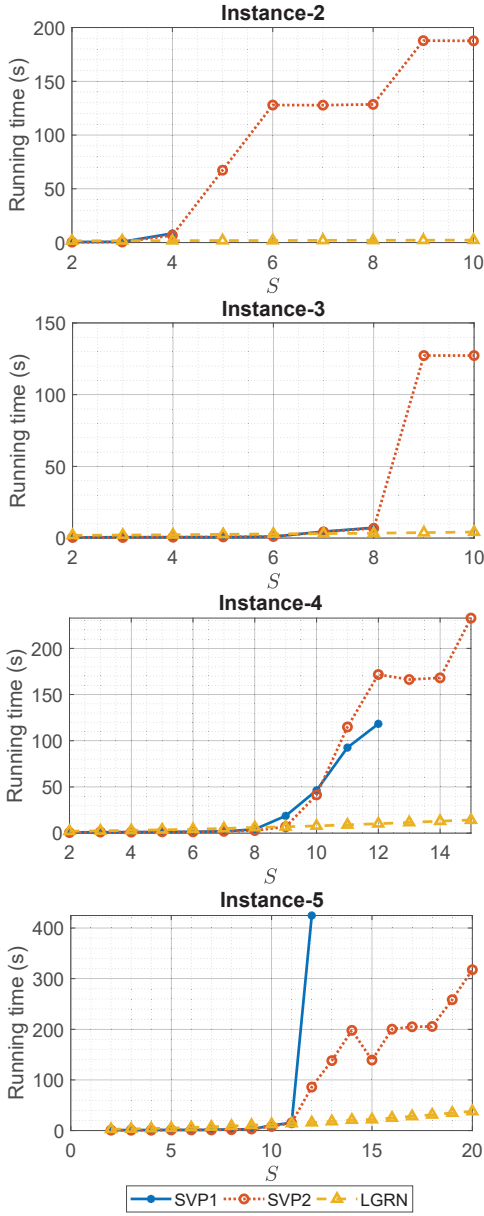 Instance-2
200
150
100
50
0
Running time (s)
2 4 6 8 10
S
Instance-3
150
100
50
0
Running time (s)
2 4 6 8 10
S
Instance-4
200
150
100
50
0
Running time (s)
2 4 6 8 10 12 14
S
Instance-5
400
300
200
100
0
Running time (s)
0 5 10 15 20
S
SVP1 SVP2 LGRN